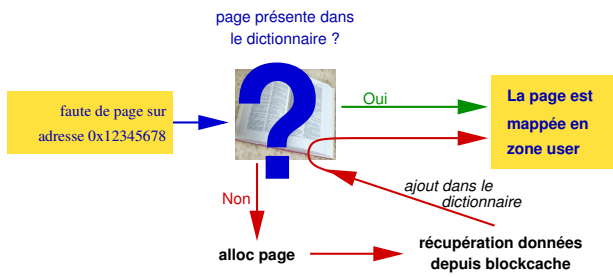 page présente dans
le dictionnaire ?
faute de page sur
adresse 0x12345678
?
Oui
La page est
mappée en
zone user
Non
ajout dans le
dictionnaire
alloc page
récupération données
depuis blockcache